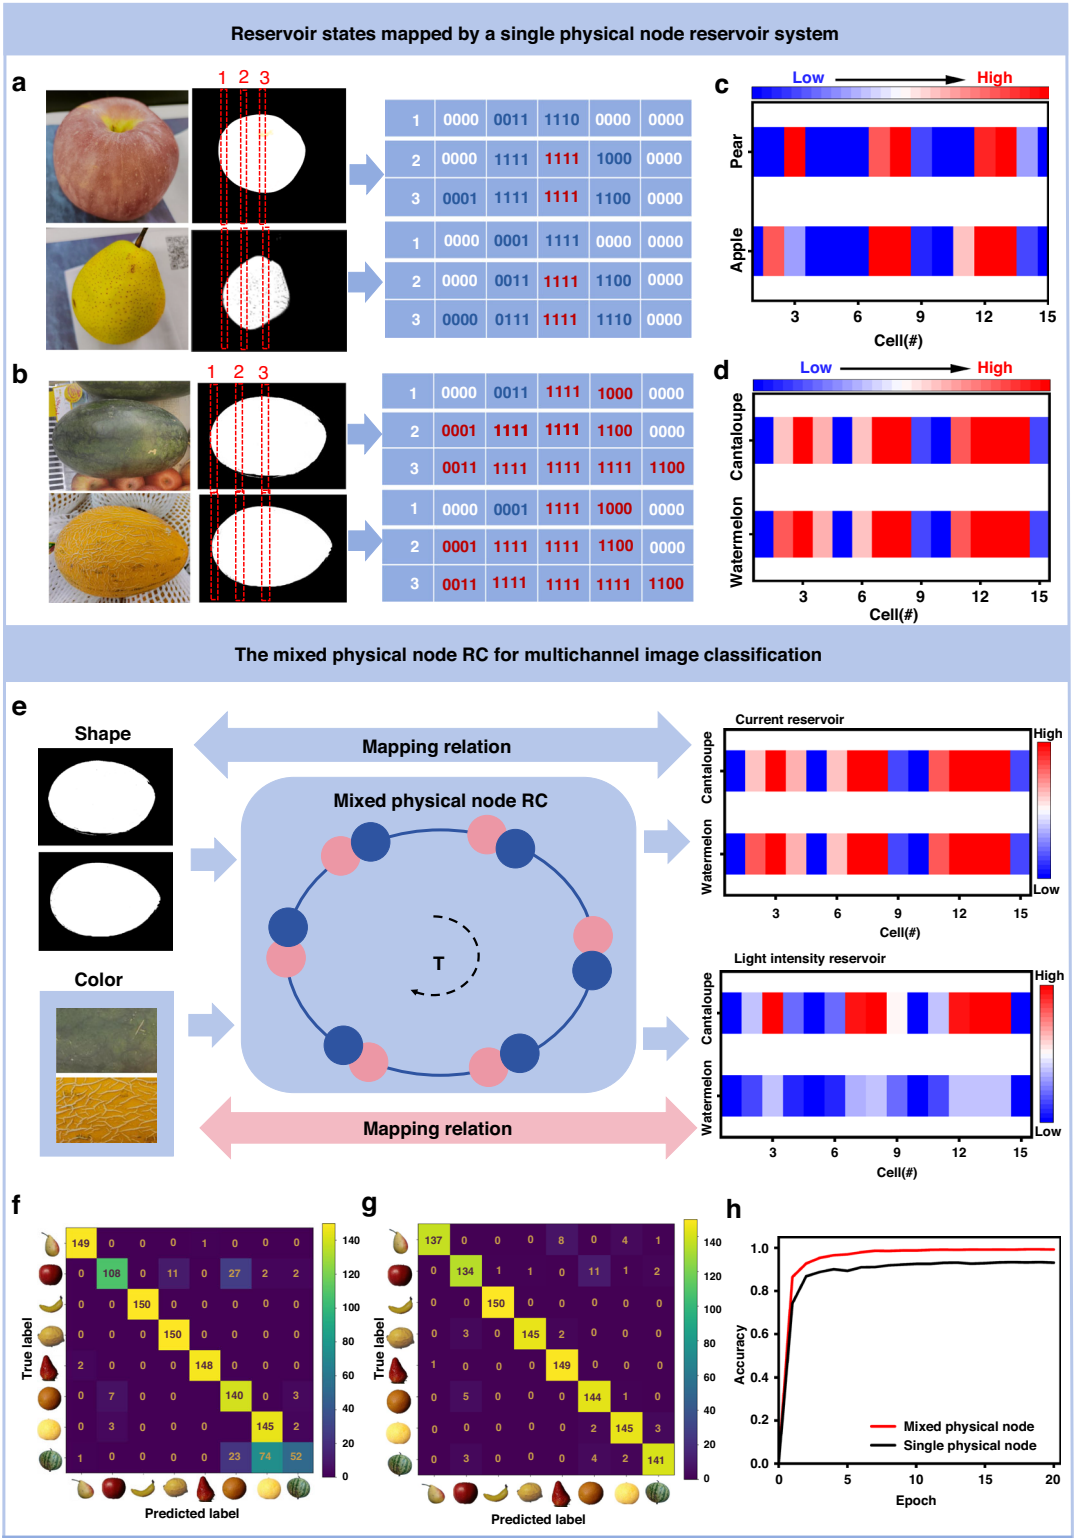 Reservoir states mapped by a single physical node reservoir system
a
1 2 3
1 0000 0011 1110 0000 0000
2 0000 1111 1111 1000 0000
3 0001 1111 1111 1100 0000
1 0000 0001 1111 0000 0000
2 0000 0011 1111 1100 0000
3 0000 0111 1111 1110 0000
c
Low High
Pear
Apple
3 6 9 12 15
Cell(#)
b
1 2 3
1 0000 0011 1111 1000 0000
2 0001 1111 1111 1100 0000
3 0011 1111 1111 1111 1100
1 0000 0001 1111 1000 0000
2 0001 1111 1111 1100 0000
3 0011 1111 1111 1111 1100
d
Low High
Cantaloupe
Watermelon
3 6 9 12 15
Cell(#)
The mixed physical node RC for multichannel image classification
e
Shape
Color
Mapping relation
Mixed physical node RC
T
Mapping relation
Current reservoir
High
Low
Cantaloupe
Watermelon
3 6 9 12 15
Cell(#)
Light intensity reservoir
High
Low
Cantaloupe
Watermelon
3 6 9 12 15
Cell(#)
f
True label
149 0 0 0 1 0 0 0
0 108 0 11 0 27 2 2
0 0 150 0 0 0 0 0
0 0 0 150 0 0 0 0
2 0 0 0 148 0 0 0
0 7 0 0 0 140 0 3
0 3 0 0 0 0 145 2
1 0 0 0 0 23 74 52
Predicted label
140
120
100
80
60
40
20
0
g
True label
137 0 0 0 8 0 4 1
0 134 1 1 0 11 1 2
0 0 150 0 0 0 0 0
0 3 0 145 2 0 0 0
1 0 0 0 149 0 0 0
0 5 0 0 0 144 1 0
0 0 0 0 0 2 145 3
0 3 0 0 0 4 2 141
Predicted label
140
120
100
80
60
40
20
0
h
Accuracy
1.0
0.8
0.6
0.4
0.2
0.0
Mixed physical node
Single physical node
0 5 10 15 20
Epoch